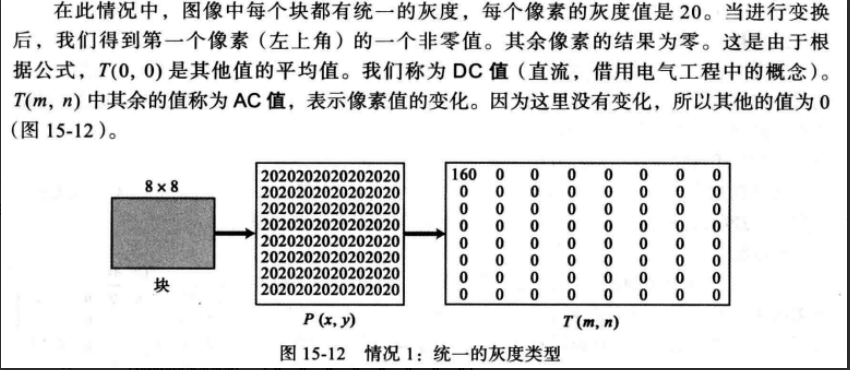 在此情况中，图像中每个块都有统一的灰度，每个像素的灰度值是 20。当进行变换
后，我们得到第一个像素（左上角）的一个非零值。其余像素的结果为零。这是由于根
据公式，T(0, 0) 是其他值的平均值。我们称为 DC 值（直流，借用电气工程中的概念）。
T(m, n) 中其余的值称为 AC 值，表示像素值的变化。因为这里没有变化，所以其他的值为 0
（图 15-12）。
8 × 8
块
2020202020202020
2020202020202020
2020202020202020
2020202020202020
2020202020202020
2020202020202020
2020202020202020
2020202020202020
P (x, y)
160 0 0 0 0 0 0 0
0 0 0 0 0 0 0 0
0 0 0 0 0 0 0 0
0 0 0 0 0 0 0 0
0 0 0 0 0 0 0 0
0 0 0 0 0 0 0 0
0 0 0 0 0 0 0 0
0 0 0 0 0 0 0 0
T (m, n)
图 15-12 情况 1：统一的灰度类型